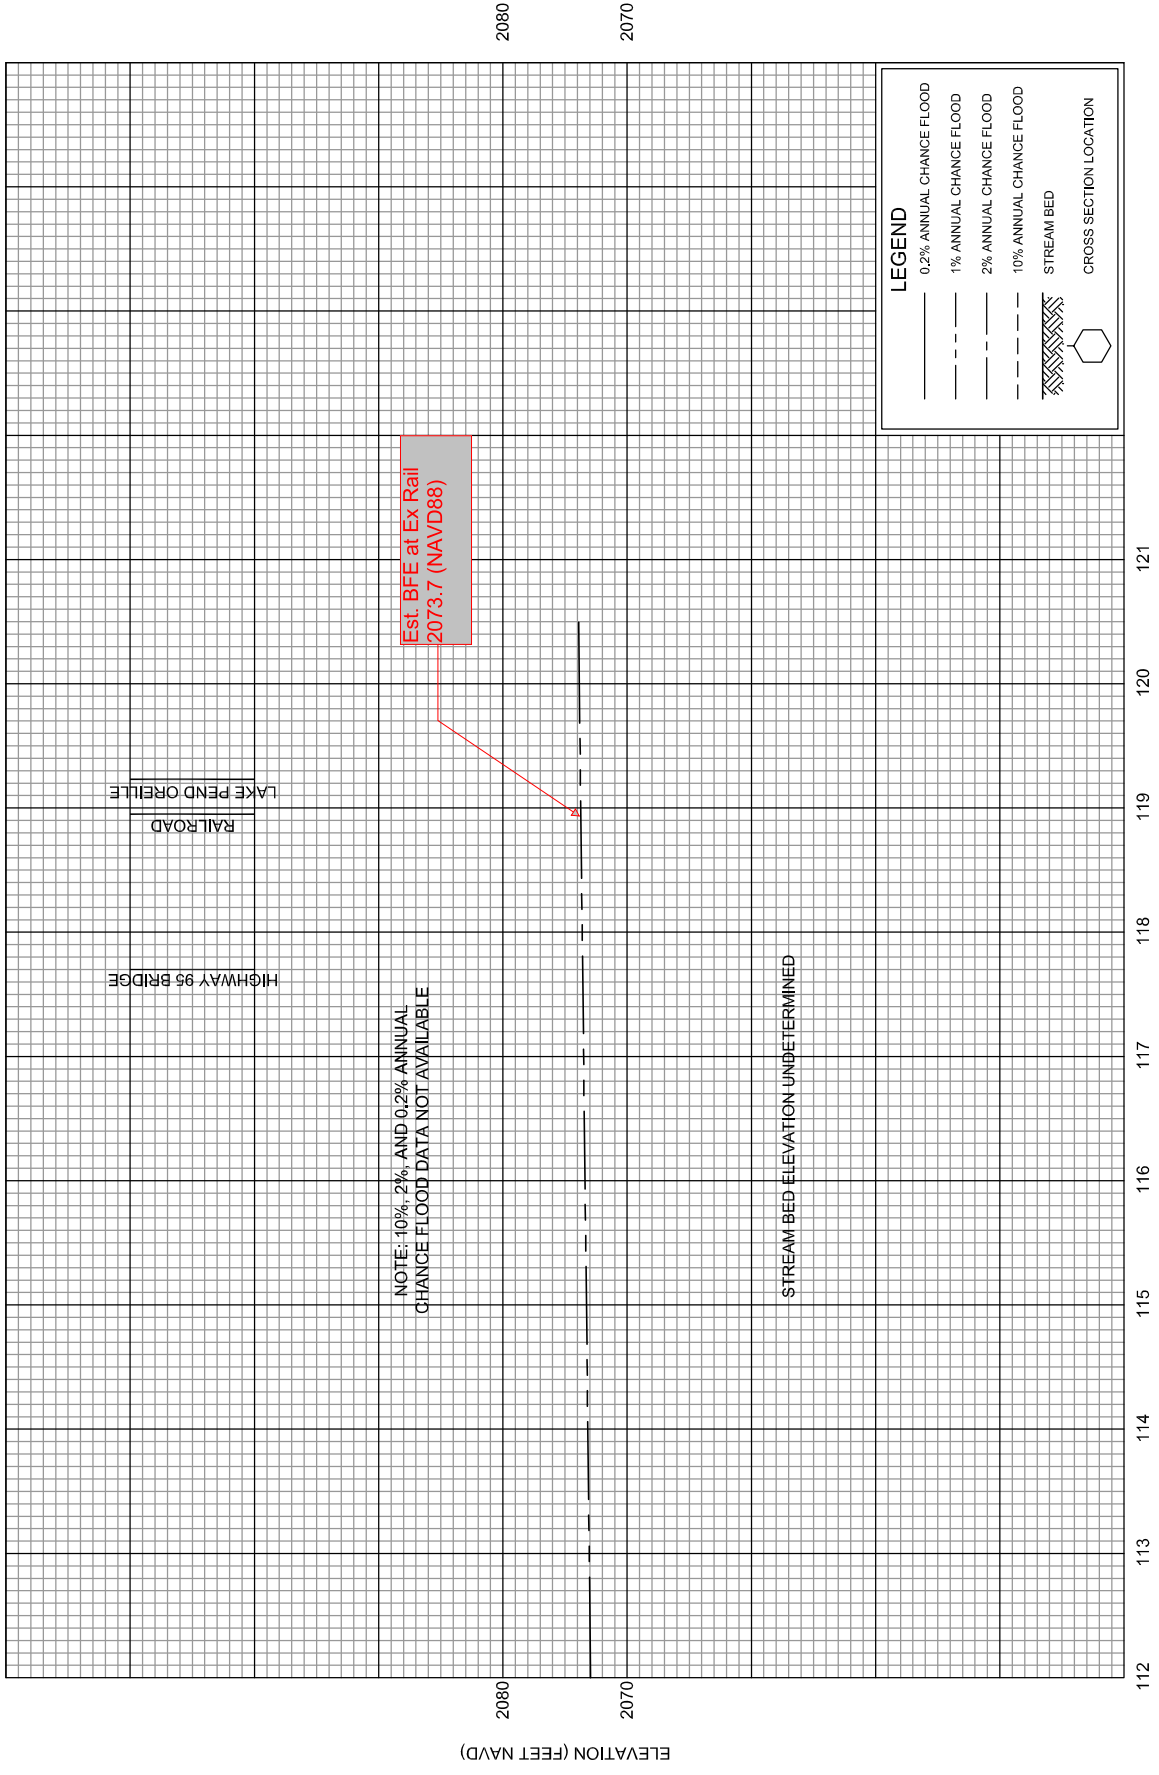 ELEVATION (FEET NAVD)
2080
2070
2080
2070
HIGHWAY 95 BRIDGE
RAILROAD
LAKE PEND OREILLE
NOTE: 10%, 2%, AND 0.2% ANNUAL
CHANCE FLOOD DATA NOT AVAILABLE
Est. BFE at Ex Rail
2073.7 (NAVD88)
STREAM BED ELEVATION UNDETERMINED
LEGEND
0.2% ANNUAL CHANCE FLOOD
1% ANNUAL CHANCE FLOOD
2% ANNUAL CHANCE FLOOD
10% ANNUAL CHANCE FLOOD
STREAM BED
CROSS SECTION LOCATION
112
113
114
115
116
117
118
119
120
121